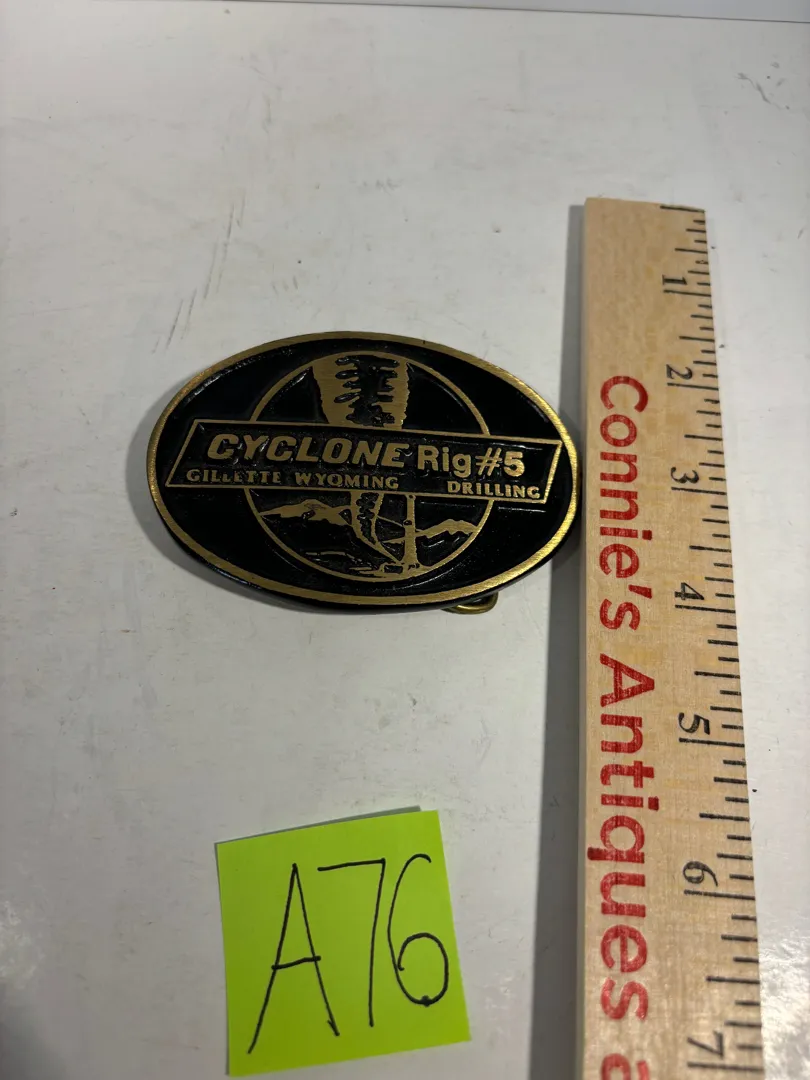 CYCLONE Rig#5
GILLETTE WYOMING DRILLING
A76
1 2 3 4 5 6 7
Connie's Antiques a